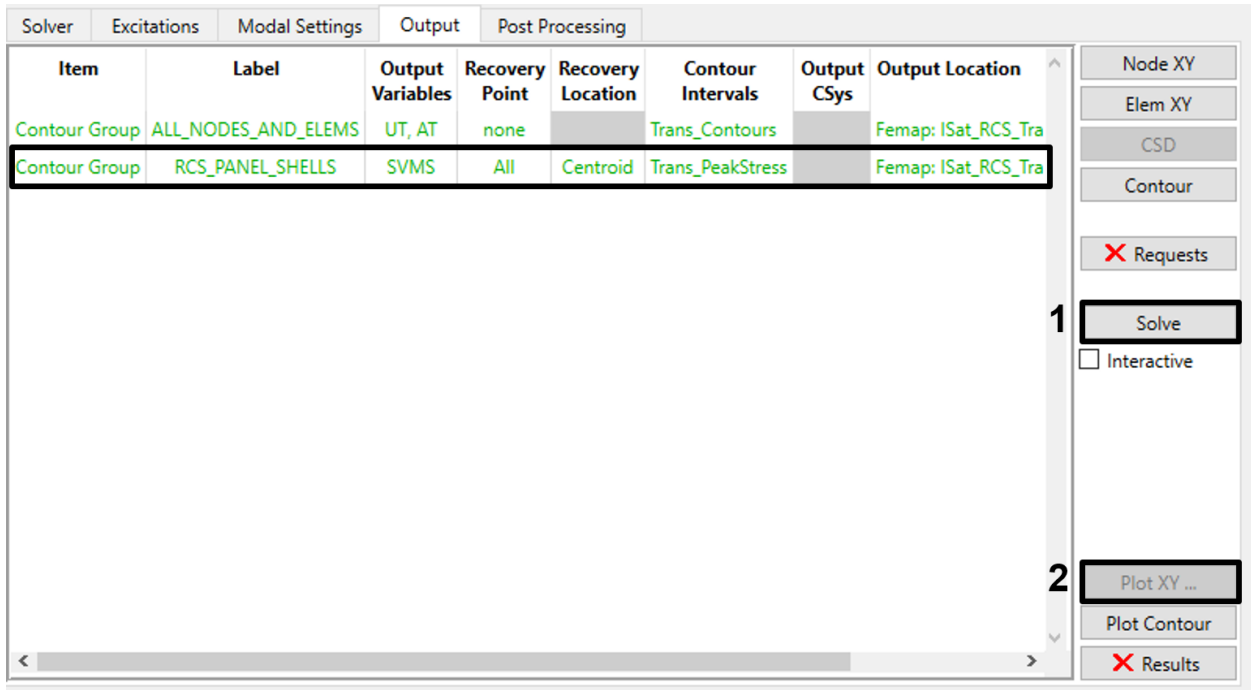 Solver Excitations Modal Settings Output Post Processing
Item Label Output Variables Recovery Point Recovery Location Contour Intervals Output CSys Output Location
Contour Group ALL_NODES_AND_ELEMS UT, AT none Trans_Contours Femap: ISat_RCS_Tra
Contour Group RCS_PANEL_SHELLS SVMS All Centroid Trans_PeakStress Femap: ISat_RCS_Tra
Node XY
Elem XY
CSD
Contour
Requests
1 Solve
Interactive
2 Plot XY ...
Plot Contour
Results